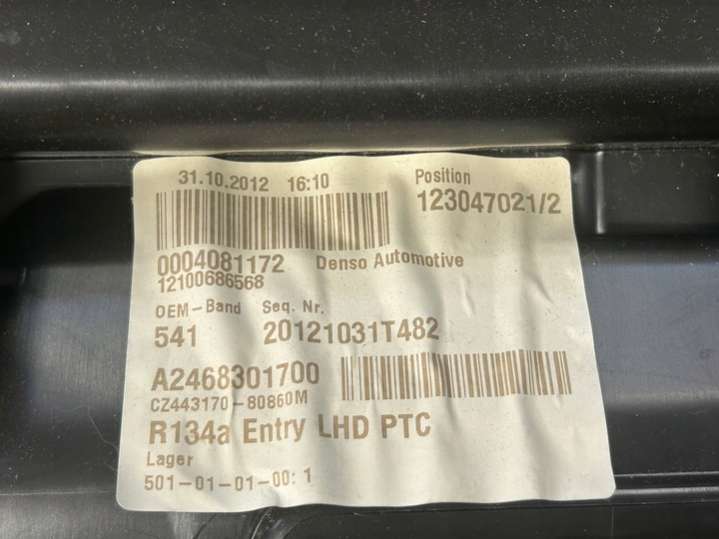 31.10.2012 16:10 Position
123047021/2
0004081172 Denso Automotive
12100686568
OEM-Band Seq. Nr.
541 20121031T482
A2468301700
CZ443170-80860M
R134a Entry LHD PTC
Lager
501-01-01-00: 1